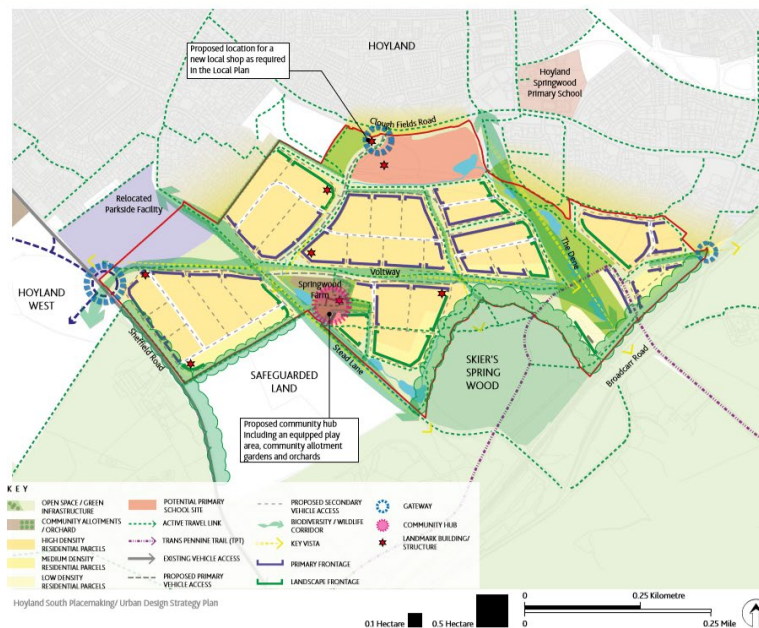 HOYLAND
Proposed location for a
new local shop as required
in the Local Plan
Hoyland
Springwood
Primary School
Clough Fields Road
Relocated
Parkside Facility
The Drive
Voltway
HOYLAND
WEST
Springwood
Farm
Sheffield Road
SAFEGUARDED
LAND
Stead Lane
SKIER'S
SPRING
WOOD
Broadcarr Road
Proposed community hub
including an equipped play
area, community allotment
gardens and orchards
KEY
OPEN SPACE / GREEN
INFRASTRUCTURE
COMMUNITY ALLOTMENTS
/ ORCHARD
HIGH DENSITY
RESIDENTIAL PARCELS
MEDIUM DENSITY
RESIDENTIAL PARCELS
LOW DENSITY
RESIDENTIAL PARCELS
POTENTIAL PRIMARY
SCHOOL SITE
ACTIVE TRAVEL LINK
TRANS PENNINE TRAIL (TPT)
EXISTING VEHICLE ACCESS
PROPOSED PRIMARY
VEHICLE ACCESS
PROPOSED SECONDARY
VEHICLE ACCESS
BIODIVERSITY / WILDLIFE
CORRIDOR
KEY VISTA
PRIMARY FRONTAGE
LANDSCAPE FRONTAGE
GATEWAY
COMMUNITY HUB
LANDMARK BUILDING/
STRUCTURE
Hoyland South Placemaking/ Urban Design Strategy Plan
0.1 Hectare
0.5 Hectare
0
0.25 Kilometre
0
0.25 Mile